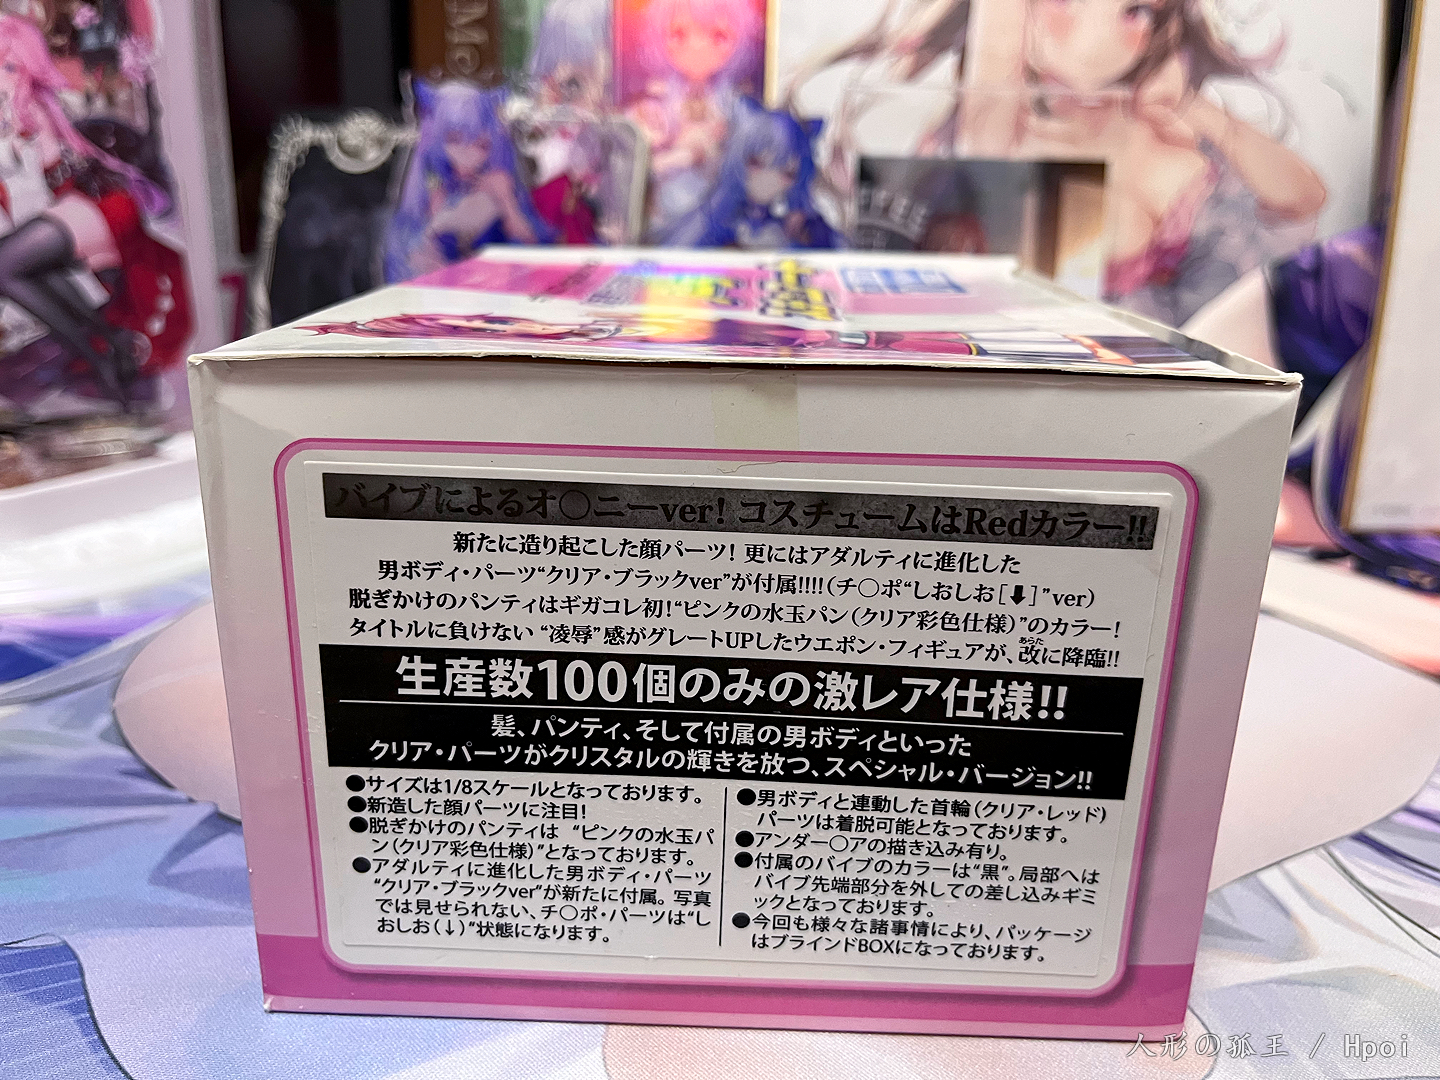 Me
FFEE
バイブによるオ〇ニーver! コスチュームはRedカラー!!
新たに造り起こした顔パーツ! 更にはアダルティに進化した
男ボディ・パーツ“クリア・ブラックver”が付属!!!!(チ〇ポ“しおしお[⬇]”ver)
脱ぎかけのパンティはギガコレ初!“ピンクの水玉パン(クリア彩色仕様)”のカラー!
タイトルに負けない “凌辱”感がグレートUPしたウエポン・フィギュアが、改に降臨!!
あらた
生産数100個のみの激レア仕様!!
髪、パンティ、そして付属の男ボディといった
クリア・パーツがクリスタルの輝きを放つ、スペシャル・バージョン!!
●サイズは1/8スケールとなっております。
●新造した顔パーツに注目!
●脱ぎかけのパンティは “ピンクの水玉パ
ン(クリア彩色仕様)”となっております。
●アダルティに進化した男ボディ・パーツ
“クリア・ブラックver”が新たに付属。写真
では見せられない、チ〇ポ・パーツは“し
おしお(↓)”状態になります。
●男ボディと連動した首輪(クリア・レッド)
パーツは着脱可能となっております。
●アンダー〇アの描き込み有り。
●付属のバイブのカラーは“黒”。局部へは
バイブ先端部分を外しての差し込みギミ
ックとなっております。
●今回も様々な諸事情により、パッケージ
はブラインドBOXになっております。
人形の孤王 / Hpoi